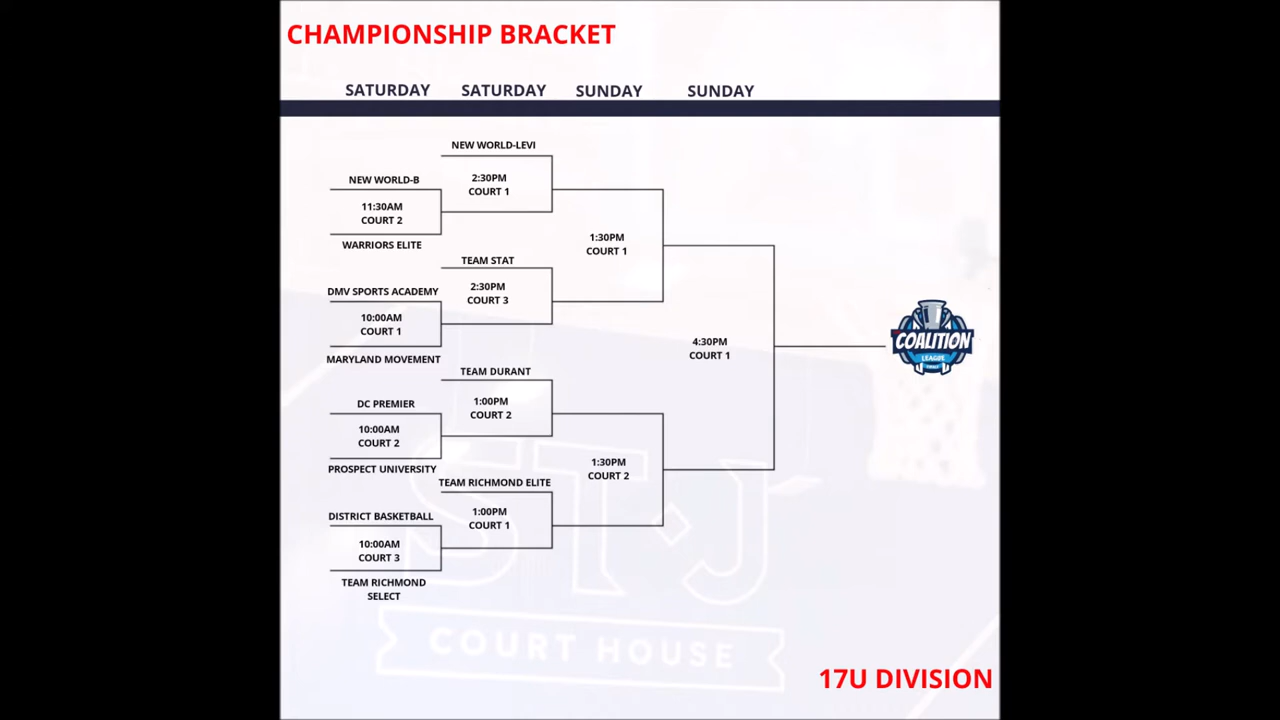 CHAMPIONSHIP BRACKET
SATURDAY SATURDAY SUNDAY SUNDAY
NEW WORLD-LEVI
2:30PM
COURT 1
NEW WORLD-B
11:30AM
COURT 2
WARRIORS ELITE
1:30PM
COURT 1
TEAM STAT
2:30PM
COURT 3
DMV SPORTS ACADEMY
10:00AM
COURT 1
MARYLAND MOVEMENT
4:30PM
COURT 1
COALITION
LEAGUE
TEAM DURANT
1:00PM
COURT 2
DC PREMIER
10:00AM
COURT 2
PROSPECT UNIVERSITY
1:30PM
COURT 2
TEAM RICHMOND ELITE
1:00PM
COURT 1
DISTRICT BASKETBALL
10:00AM
COURT 3
TEAM RICHMOND
SELECT
STJ
COURT HOUSE
17U DIVISION